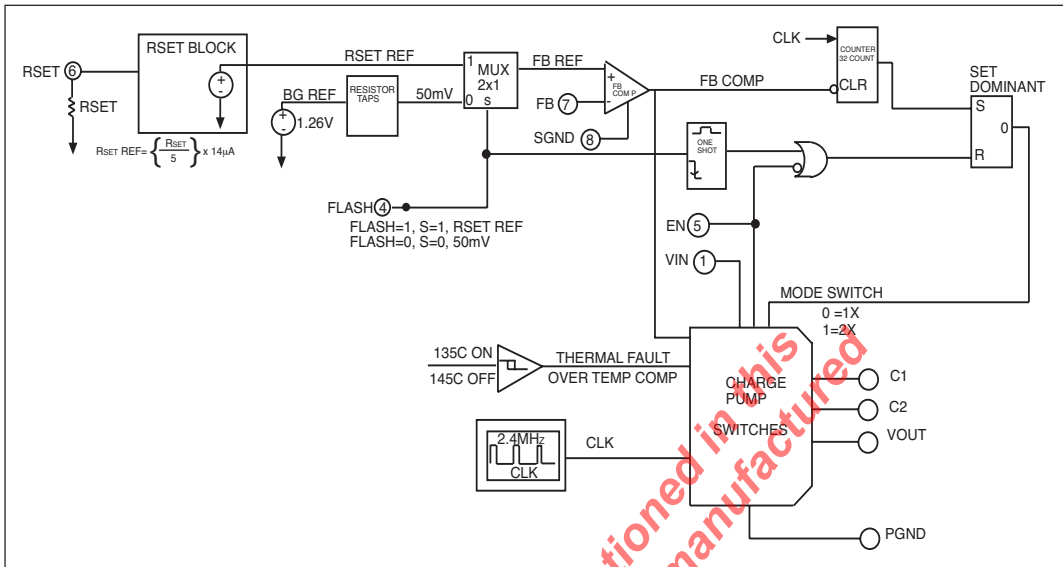 RSET BLOCK
RSET 6
RSET
+
-
RSET REF= { RSET / 5 } x 14µA
RSET REF
BG REF
+
-
1.26V
RESISTOR
TAPS
50mV
1
MUX
2x1
0 s
FB REF
+
FB
COM P
-
FB 7
SGND 8
FB COMP
CLK
COUNTER
32 COUNT
CLR
SET
DOMINANT
S
0
R
ONE
SHOT
FLASH 4
FLASH=1, S=1, RSET REF
FLASH=0, S=0, 50mV
EN 5
VIN 1
MODE SWITCH
0 =1X
1=2X
135C ON
145C OFF
THERMAL FAULT
OVER TEMP COMP
CHARGE
PUMP
SWITCHES
C1
C2
VOUT
PGND
2.4MHz
CLK
CLK
tioned in this
manufactured